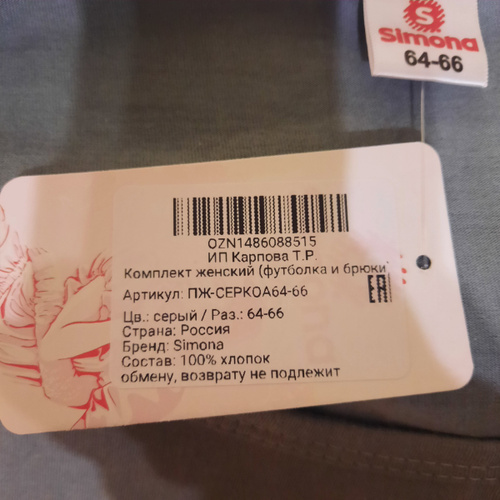 S
Simona
64-66
OZN1486088515
ИП Карпова Т.Р.
Комплект женский (футболка и брюки)
Артикул: ПЖ-СЕРКОА64-66
Цв.: серый / Раз.: 64-66
Страна: Россия
Бренд: Simona
Состав: 100% хлопок
обмену, возврату не подлежит
EAC